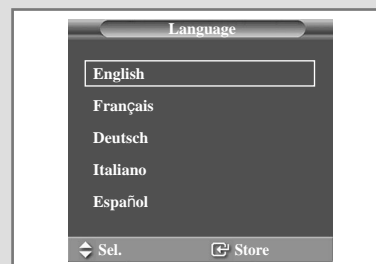 Language
English
Français
Deutsch
Italiano
Español
Sel. Store